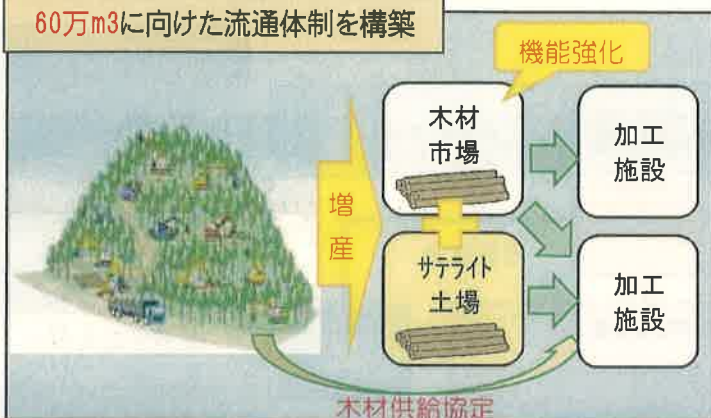 60万m3に向けた流通体制を構築
機能強化
木材
市場
加工
施設
増
産
サテライト
土場
加工
施設
木材供給協定